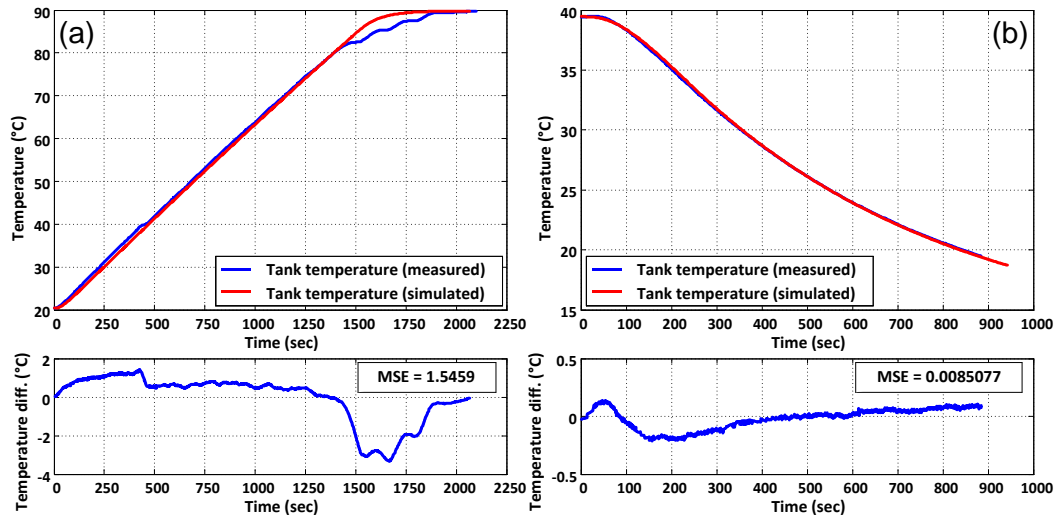 (a)
Temperature (°C)
90
80
70
60
50
40
30
20
Tank temperature (measured)
Tank temperature (simulated)
0 250 500 750 1000 1250 1500 1750 2000 2250
Time (sec)
(b)
Temperature (°C)
40
35
30
25
20
15
Tank temperature (measured)
Tank temperature (simulated)
0 100 200 300 400 500 600 700 800 900 1000
Time (sec)
Temperature diff. (°C)
2
0
-2
-4
MSE = 1.5459
0 250 500 750 1000 1250 1500 1750 2000 2250
Time (sec)
Temperature diff. (°C)
0.5
0
-0.5
MSE = 0.0085077
0 100 200 300 400 500 600 700 800 900 1000
Time (sec)